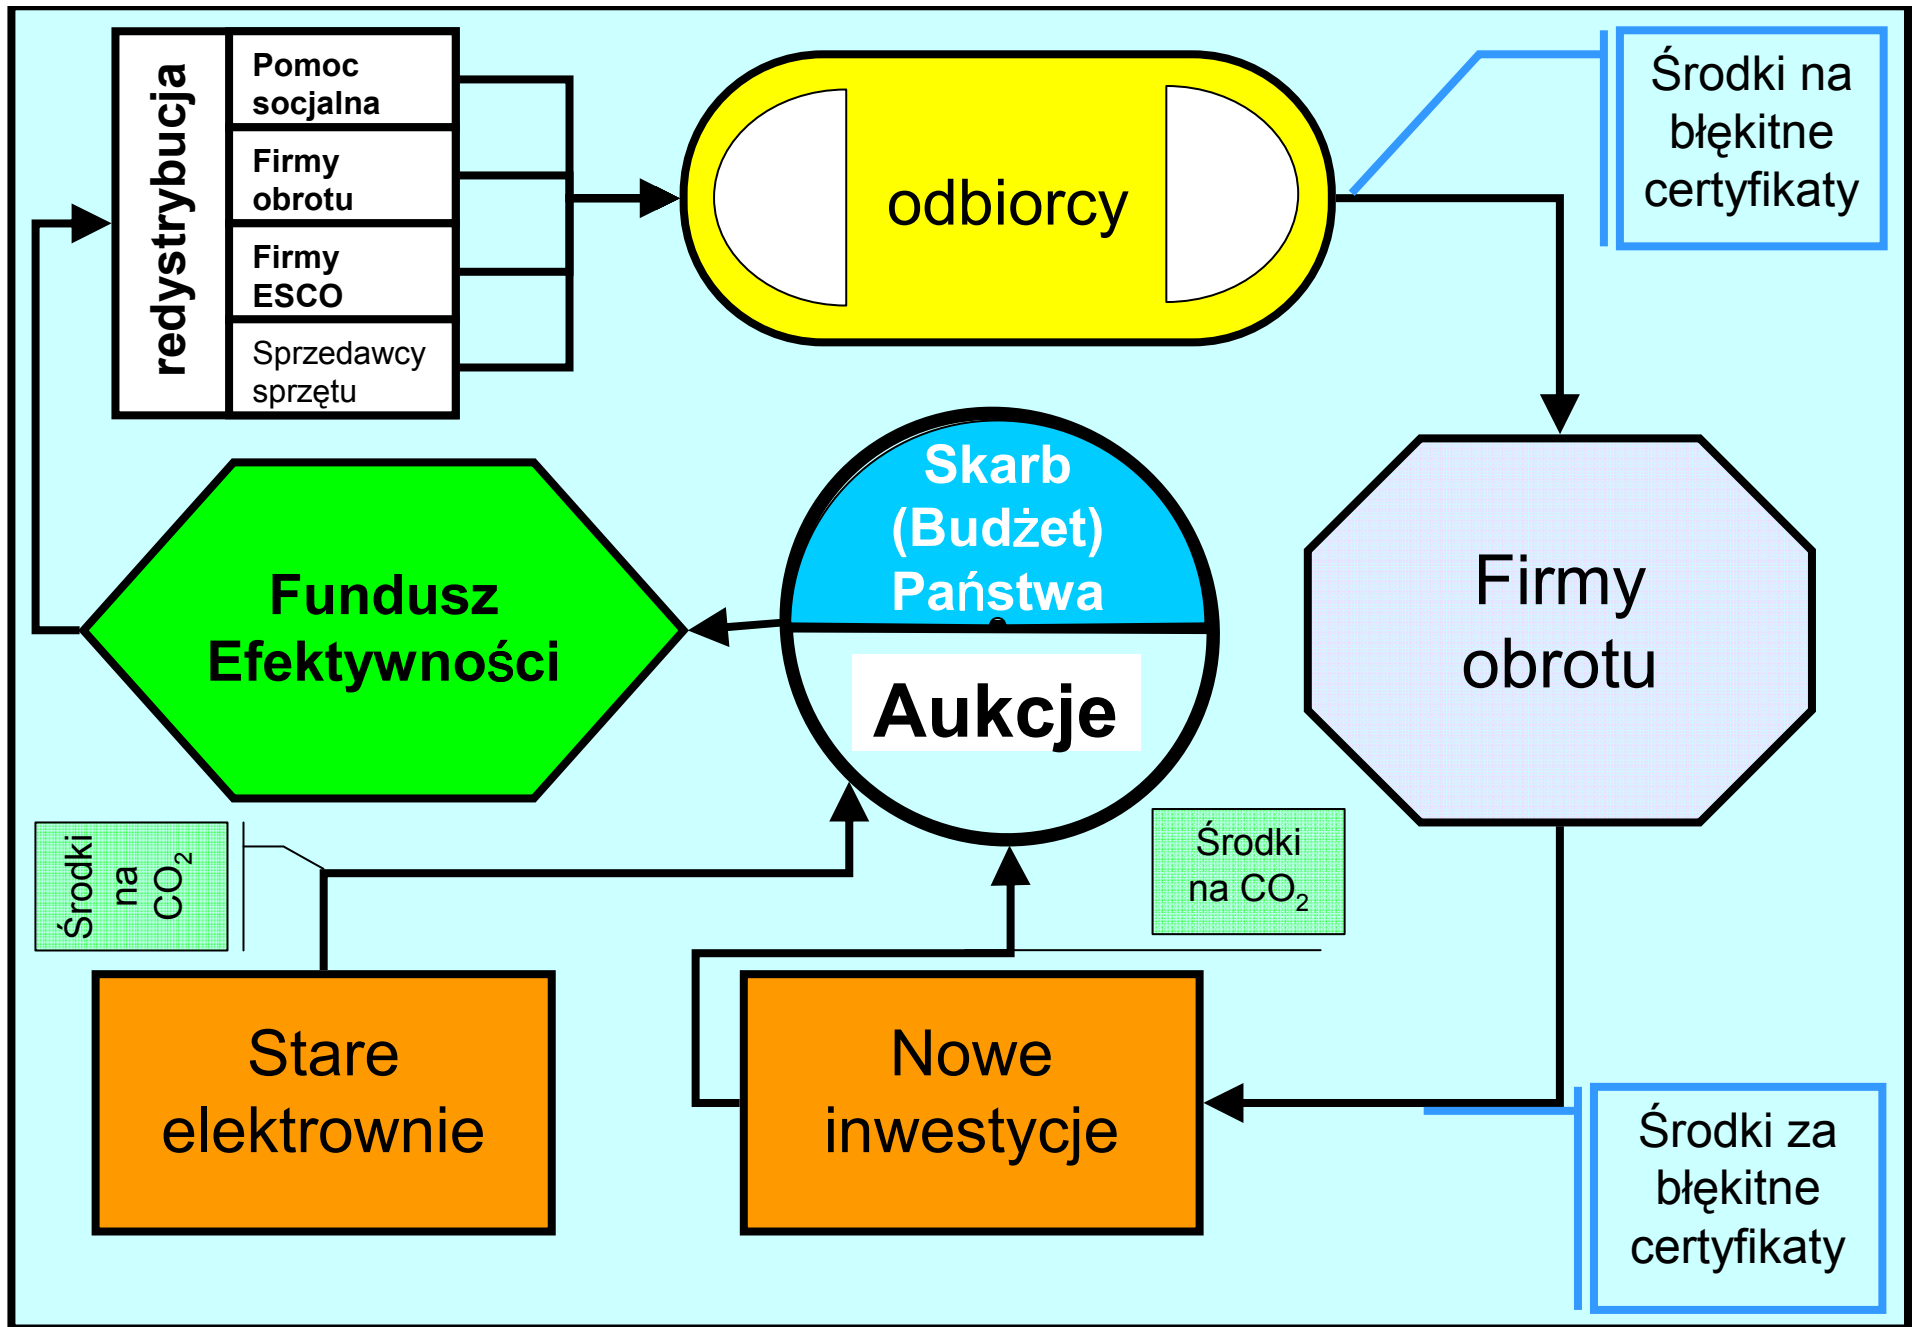 redystrybucja
Pomoc
socjalna
Firmy
obrotu
Firmy
ESCO
Sprzedawcy
sprzętu
odbiorcy
Środki na
błękitne
certyfikaty
Fundusz
Efektywności
Skarb
(Budżet)
Państwa
Aukcje
Firmy
obrotu
Środki
na
CO₂
Środki
na CO₂
Stare
elektrownie
Nowe
inwestycje
Środki za
błękitne
certyfikaty